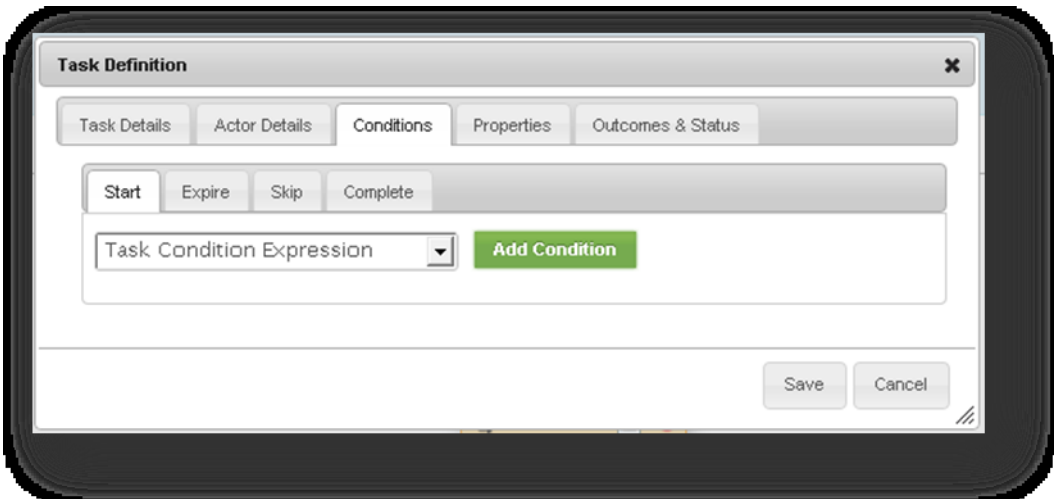 Task Definition
Task Details Actor Details Conditions Properties Outcomes & Status
Start Expire Skip Complete
Task Condition Expression Add Condition
Save Cancel